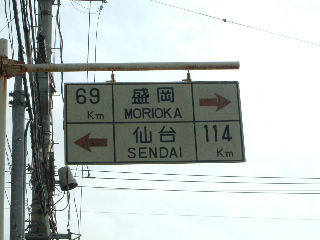 69 Km 盛岡
MORIOKA
仙台 114 Km
SENDAI